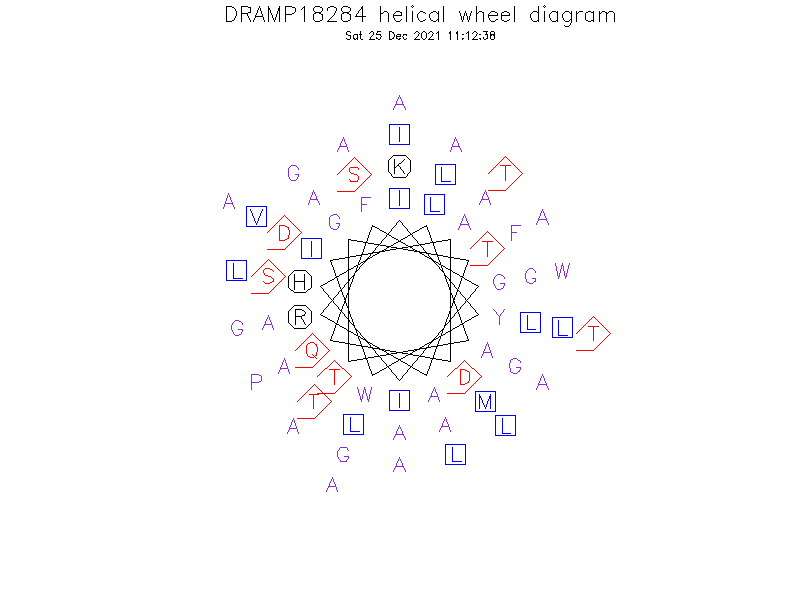 DRAMP18284 helical wheel diagram
Sat 25 Dec 2021 11:12:38
A
I
A A
K
G S L T
A A F I L A
V G A A
D F
I T
L S H G G W
G A R Y L L T
Q A
A G
P T D A
T W I A M
A L A A L
G L
A
A